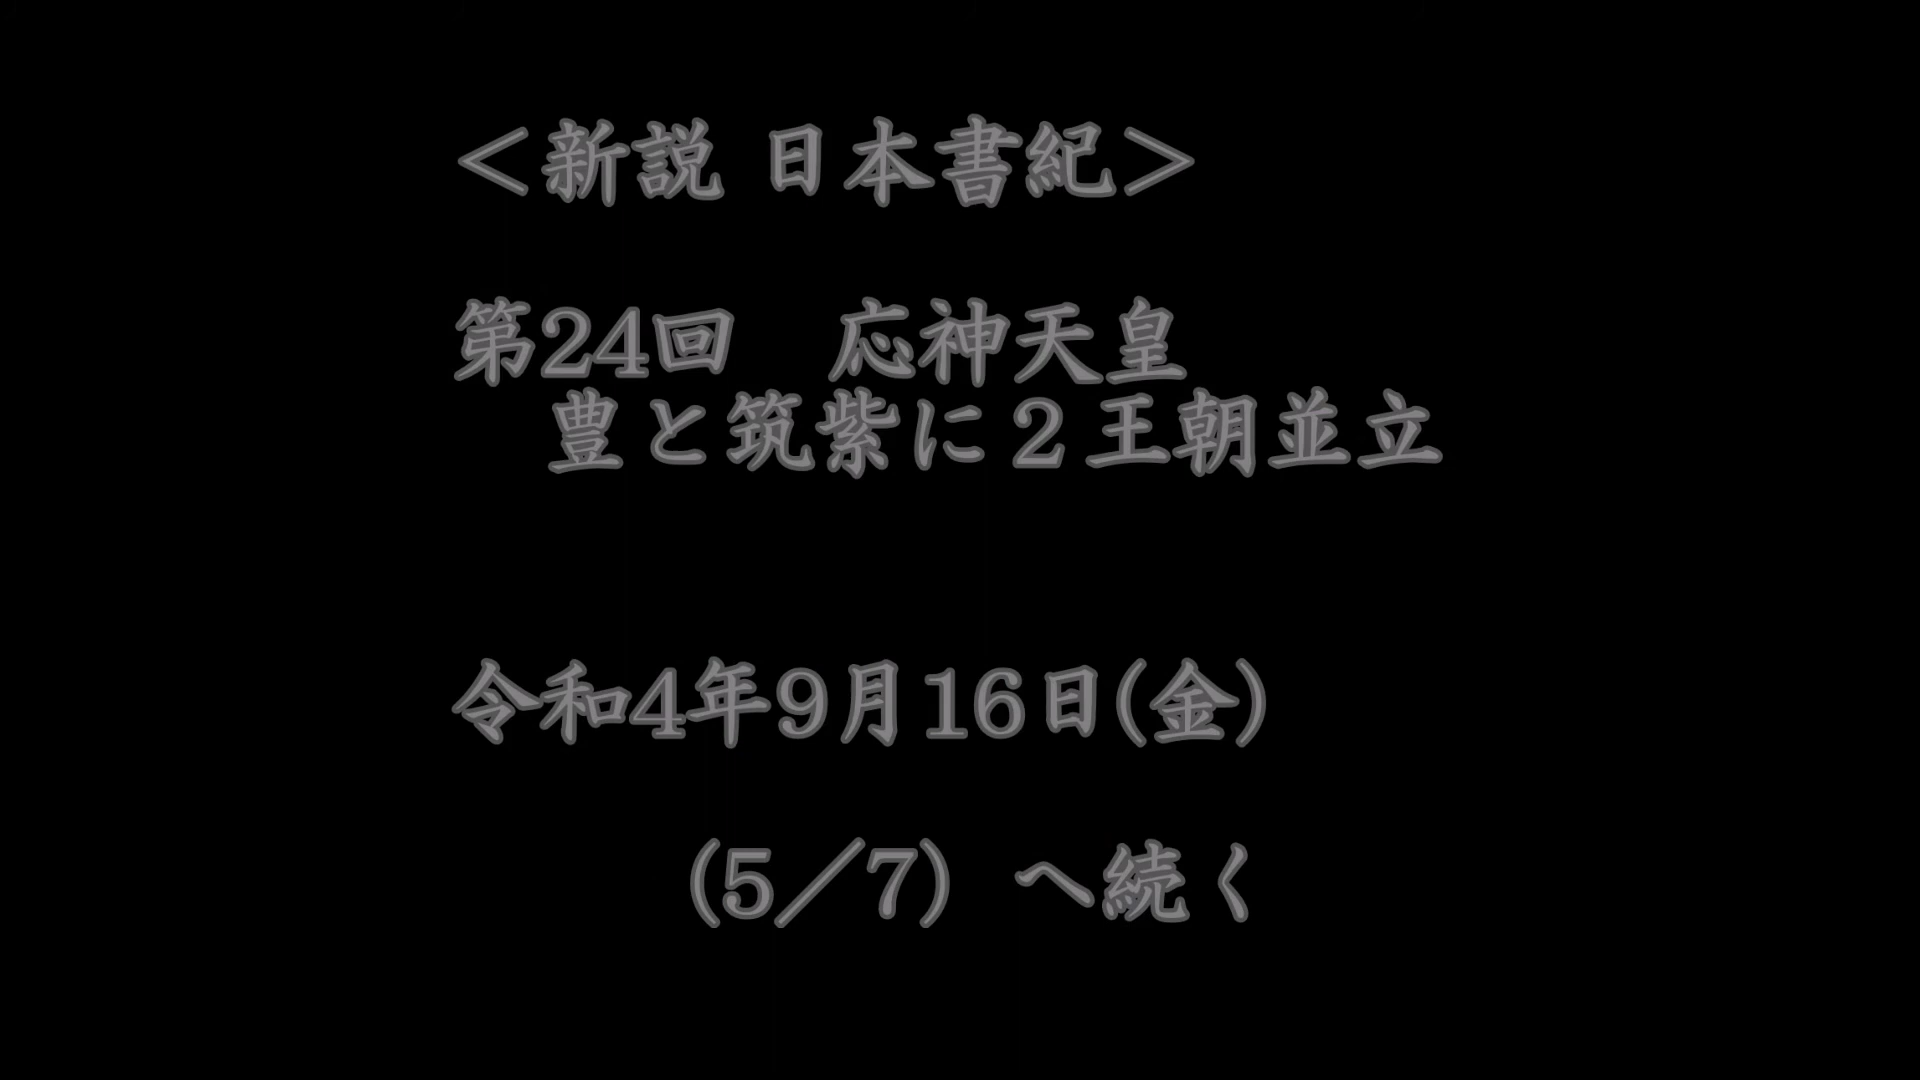 ＜新説 日本書紀＞
第24回　応神天皇
豊と筑紫に２王朝並立
令和4年9月16日(金)
(5／7) へ続く